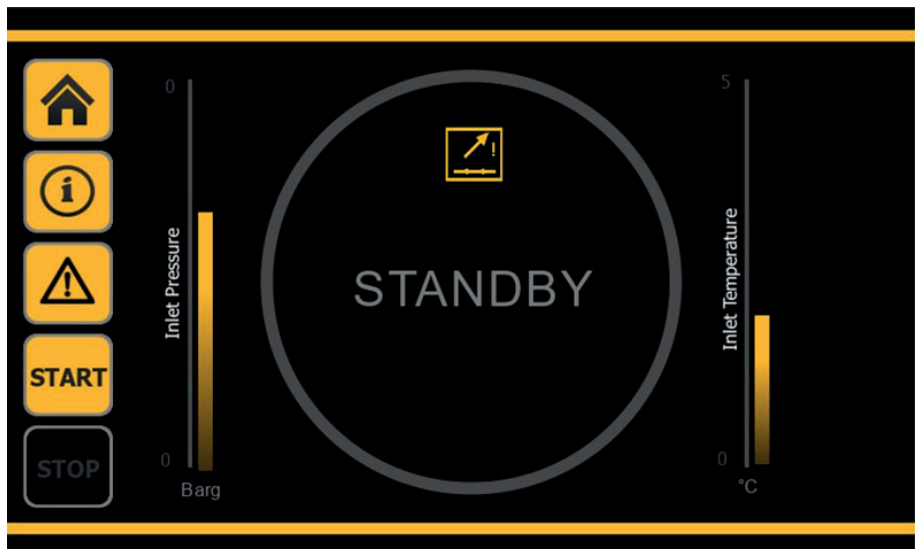 0
5
i
!
Inlet Pressure
STANDBY
Inlet Temperature
!
START
STOP
0
Barg
0
°C